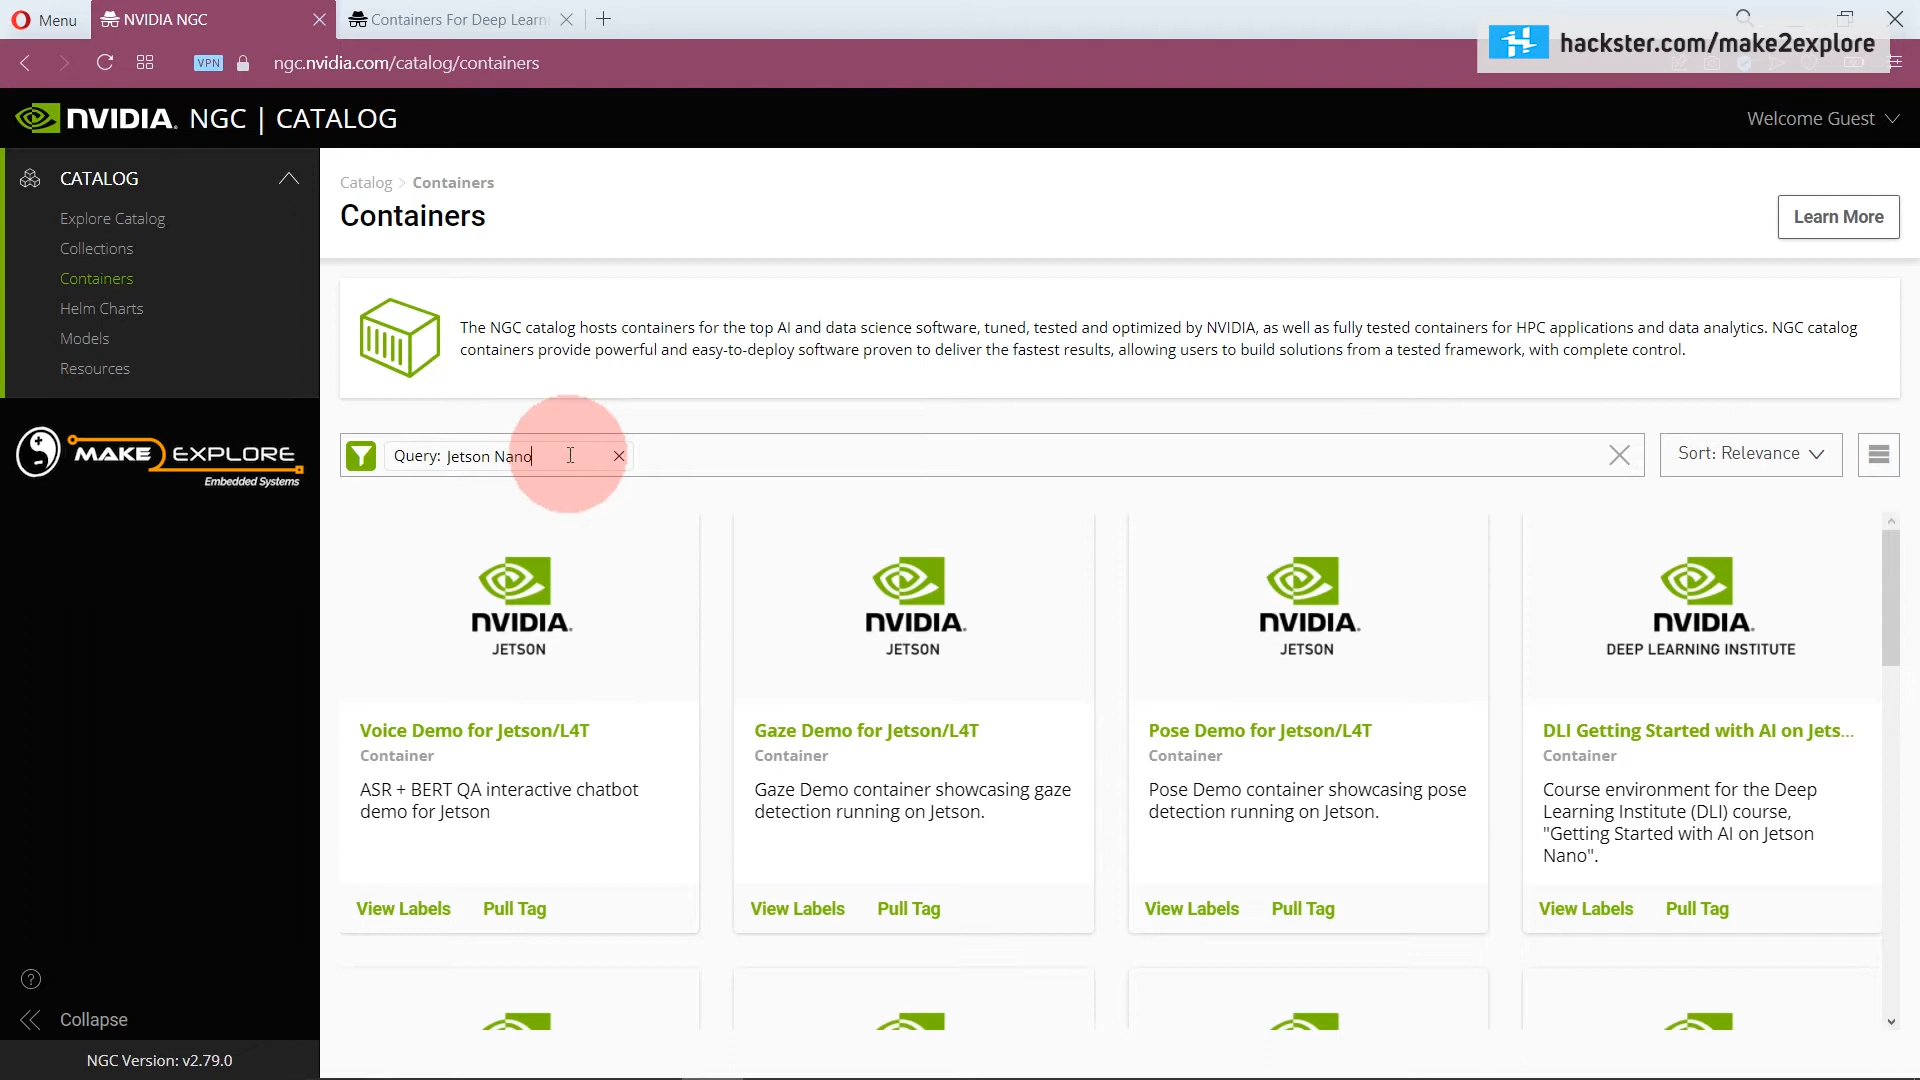 Menu
NVIDIA NGC
Containers For Deep Learn
hackster.com/make2explore
VPN
ngc.nvidia.com/catalog/containers
NVIDIA. NGC | CATALOG
Welcome Guest
CATALOG
Explore Catalog
Collections
Containers
Helm Charts
Models
Resources
MAKE EXPLORE
Embedded Systems
Catalog > Containers
Containers
Learn More
The NGC catalog hosts containers for the top AI and data science software, tuned, tested and optimized by NVIDIA, as well as fully tested containers for HPC applications and data analytics. NGC catalog
containers provide powerful and easy-to-deploy software proven to deliver the fastest results, allowing users to build solutions from a tested framework, with complete control.
Query: Jetson Nano
Sort: Relevance
NVIDIA.
JETSON
Voice Demo for Jetson/L4T
Container
ASR + BERT QA interactive chatbot
demo for Jetson
View Labels Pull Tag
NVIDIA.
JETSON
Gaze Demo for Jetson/L4T
Container
Gaze Demo container showcasing gaze
detection running on Jetson.
View Labels Pull Tag
NVIDIA.
JETSON
Pose Demo for Jetson/L4T
Container
Pose Demo container showcasing pose
detection running on Jetson.
View Labels Pull Tag
NVIDIA.
DEEP LEARNING INSTITUTE
DLI Getting Started with AI on Jets...
Container
Course environment for the Deep
Learning Institute (DLI) course,
"Getting Started with AI on Jetson
Nano".
View Labels Pull Tag
Collapse
NGC Version: v2.79.0